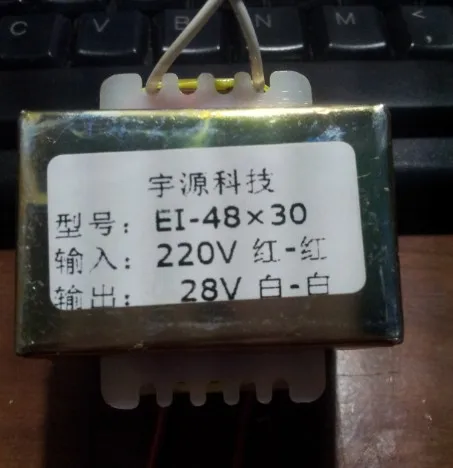 C V B N M <
宇源科技
型号: EI-48×30
输入: 220V 红-红
输出: 28V 白-白